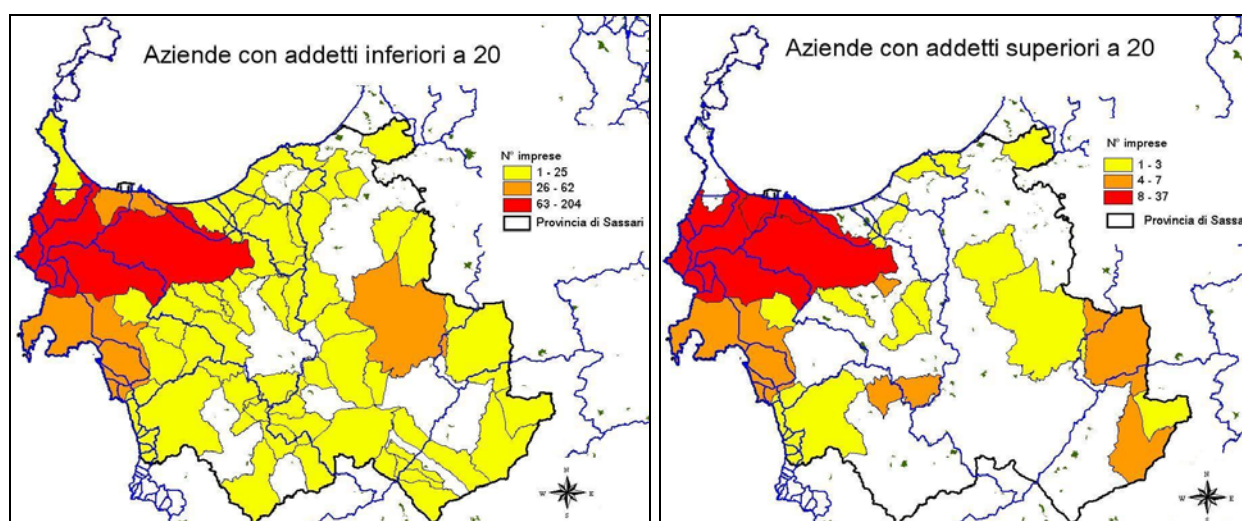 Aziende con addetti inferiori a 20
N° imprese
1 - 25
26 - 62
63 - 204
Provincia di Sassari
N
W E
S
Aziende con addetti superiori a 20
N° imprese
1 - 3
4 - 7
8 - 37
Provincia di Sassa
N
W E
S